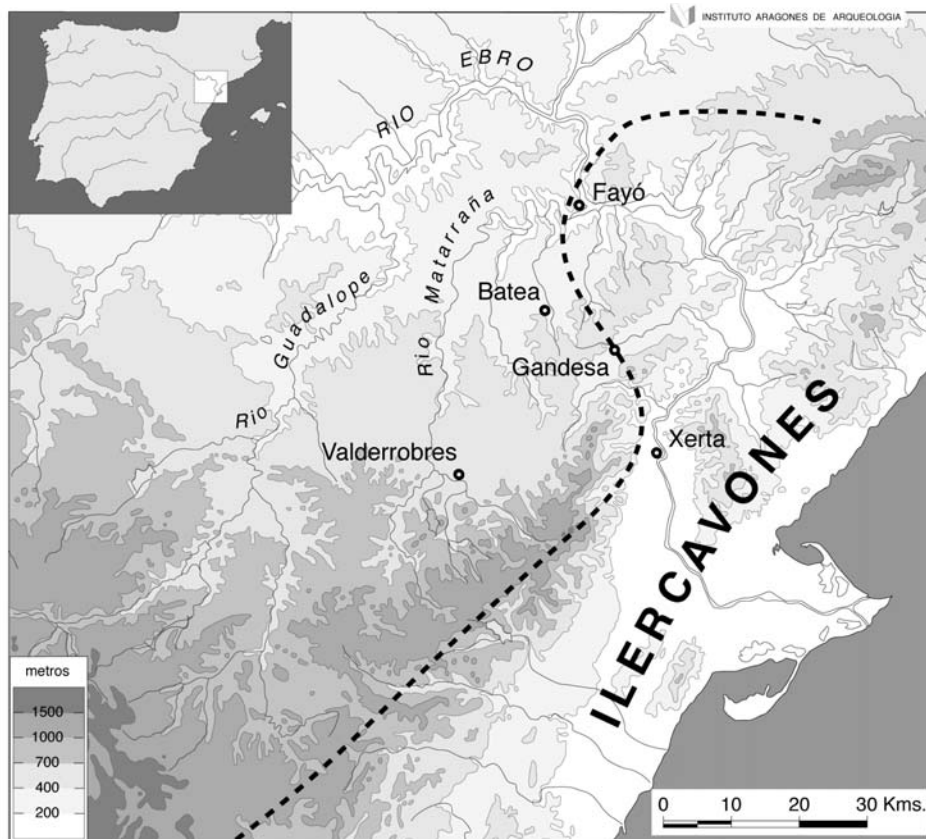 INSTITUTO ARAGONES DE ARQUEOLOGIA
RIO EBRO
Fayó
Rio Matarraña
Rio Guadalope
Batea
Gandesa
Xerta
Valderrobres
ILERCAVONES
metros
1500
1000
700
400
200
0 10 20 30 Kms.